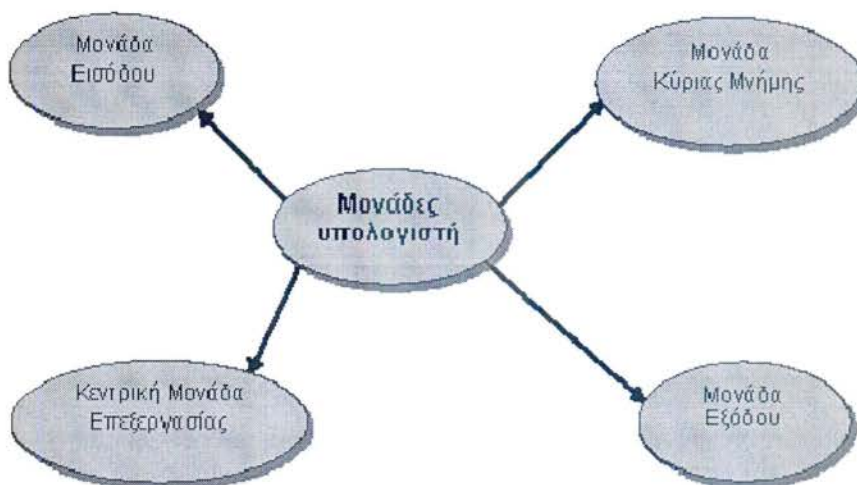 Μονάδα
Εισόδου
Μονάδα
Κύριας Μνήμης
Μονάδες
υπολογιστή
Κεντρική Μονάδα
Επεξεργασίας
Μονάδα
Εξόδου